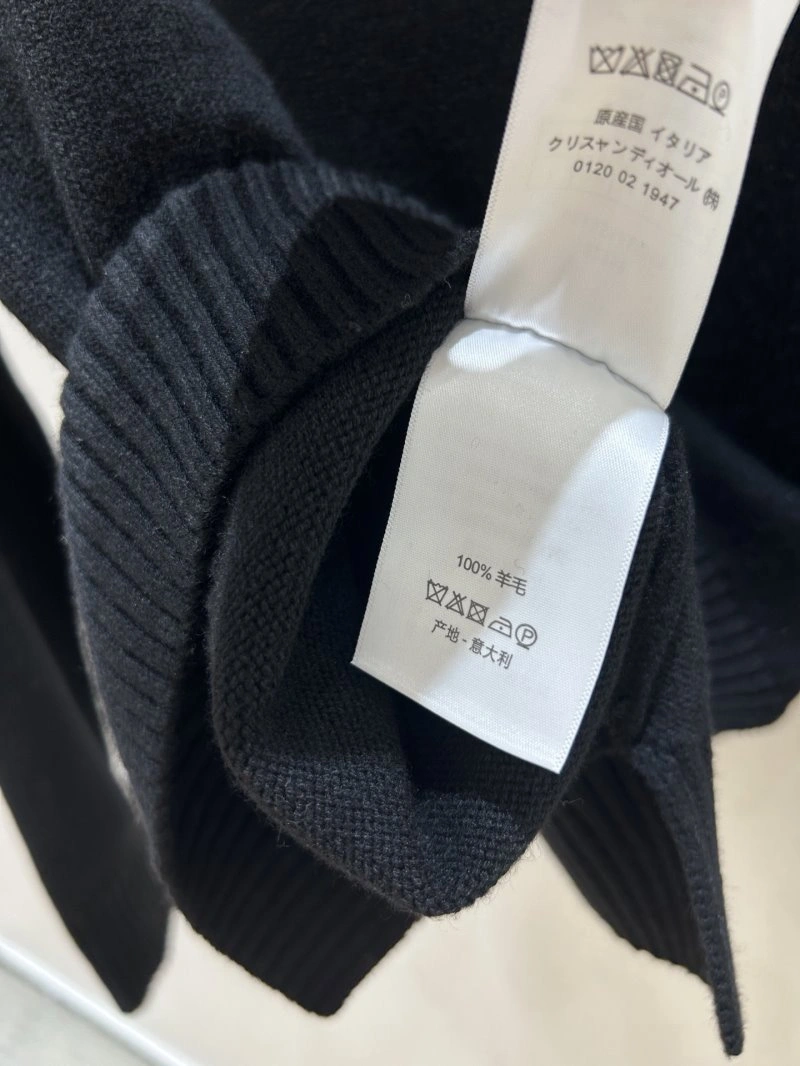 原産国 イタリア
クリスャンディオール ㈱
0120 02 1947
100% 羊毛
P
产地 - 意大利